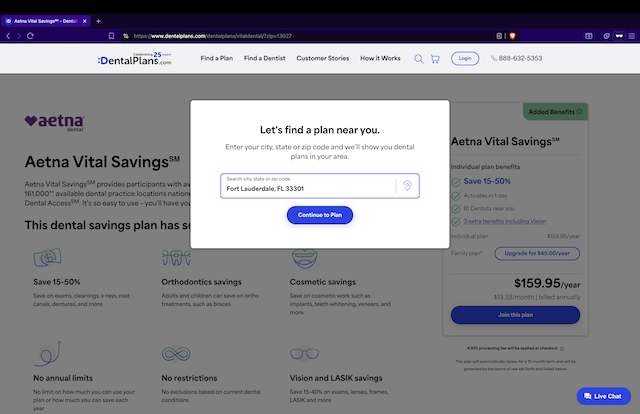 Aetna Vital Savings℠ – Dental
https://www.dentalplans.com/dentalplans/vitaldental/?zip=13027
Celebrating 25 years
:DentalPlans.com
Find a Plan
Find a Dentist
Customer Stories
How it Works
Login
888-632-5353
aetna
dental
Aetna Vital Savings℠
Aetna Vital Savings℠ provides participants with
161,000** available dental practice locations
Dental Access℠. It's so easy to use – you'll have
This dental savings plan has
Let's find a plan near you.
Enter your city, state or zip code and we'll show you dental
plans in your area.
Search city, state or zip code
Fort Lauderdale, FL 33301
Continue to Plan
Save 15-50%
Save on exams, cleanings, x-rays, root
canals, dentures, and more
Orthodontics savings
Adults and children can save on ortho
treatments, such as braces
Cosmetic savings
Save on cosmetic work such as
implants, teeth whitening, veneers, and
more
No annual limits
No limit on how much you can use your
plan or how much you can save each
year
No restrictions
No exclusions based on current dental
conditions
Vision and LASIK savings
Save 15-40% on exams, lenses, frames,
LASIK and more
Added Benefits
Aetna Vital Savings℠
Individual plan benefits
Save 15-50%
Activates in 1 day
81 Dentists near you
3 extra benefits including Vision
Individual plan
$159.95/year
Family plan*
Upgrade for $45.00/year
$159.95/year
$13.33/month | billed annually
Join this plan
A $20 processing fee will be applied at checkout.
This plan will automatically renew for a 12 month term and will be
governed by the terms of use set forth and listed below.
Live Chat